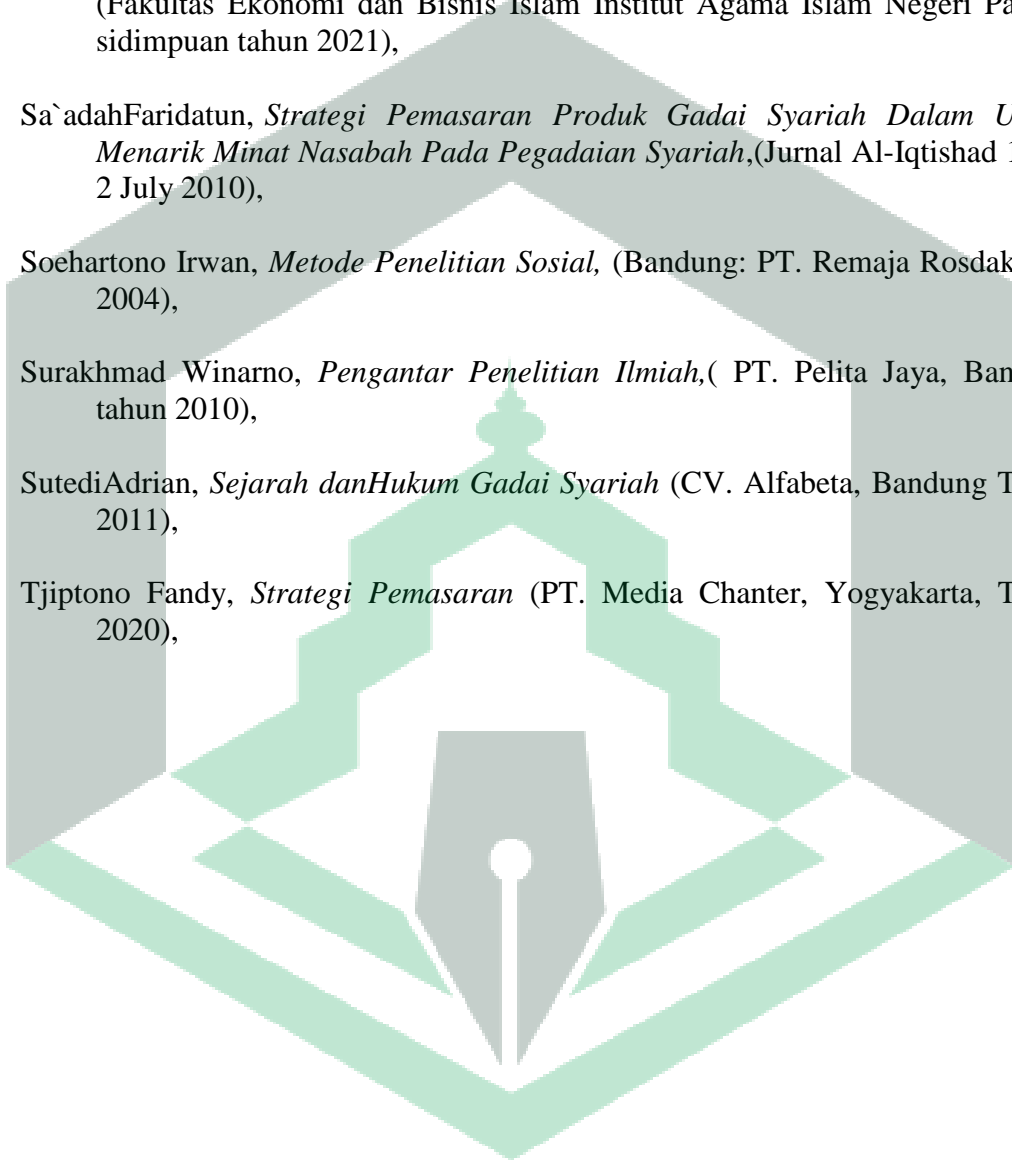 (Fakultas Ekonomi dan Bisnis Islam Institut Agama Islam Negeri Pa
sidimpuan tahun 2021),
Sa`adahFaridatun, Strategi Pemasaran Produk Gadai Syariah Dalam U
Menarik Minat Nasabah Pada Pegadaian Syariah,(Jurnal Al-Iqtishad
2 July 2010),
Soehartono Irwan, Metode Penelitian Sosial, (Bandung: PT. Remaja Rosdak
2004),
Surakhmad Winarno, Pengantar Penelitian Ilmiah,( PT. Pelita Jaya, Ban
tahun 2010),
SutediAdrian, Sejarah danHukum Gadai Syariah (CV. Alfabeta, Bandung T
2011),
Tjiptono Fandy, Strategi Pemasaran (PT. Media Chanter, Yogyakarta, T
2020),